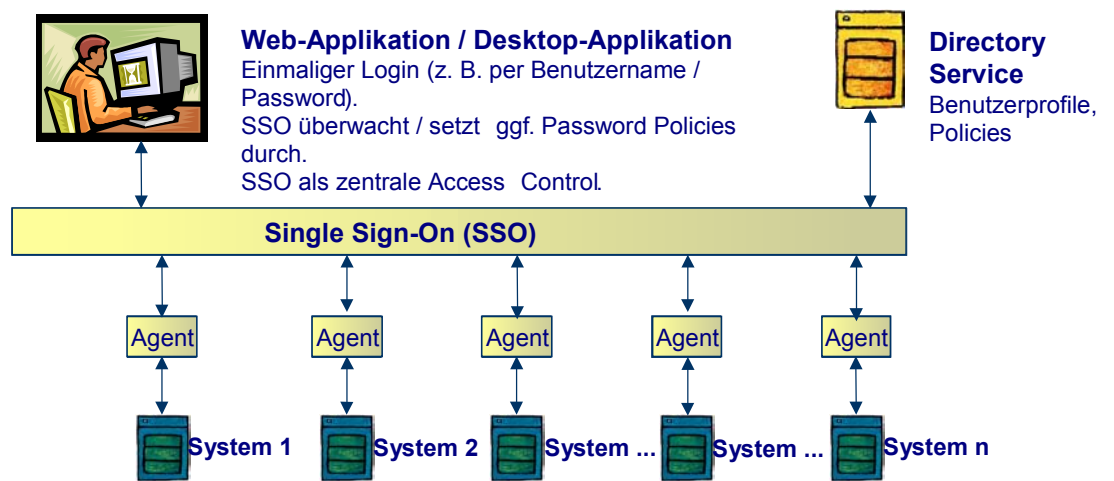 Web-Applikation / Desktop-Applikation
Einmaliger Login (z. B. per Benutzername /
Password).
SSO überwacht / setzt ggf. Password Policies
durch.
SSO als zentrale Access Control.
Directory
Service
Benutzerprofile,
Policies
Single Sign-On (SSO)
Agent
Agent
Agent
Agent
Agent
System 1
System 2
System ...
System ...
System n